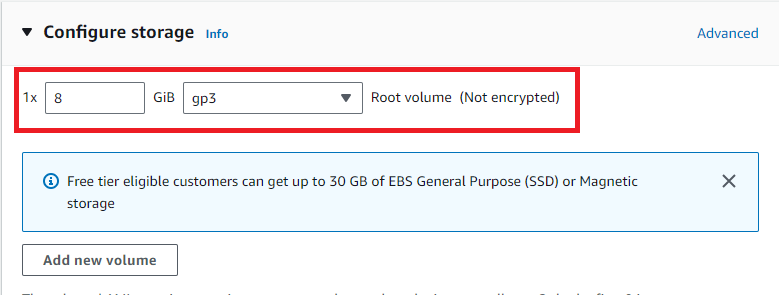 Configure storage Info Advanced
1x 8 GiB gp3 Root volume (Not encrypted)
Free tier eligible customers can get up to 30 GB of EBS General Purpose (SSD) or Magnetic
storage
Add new volume